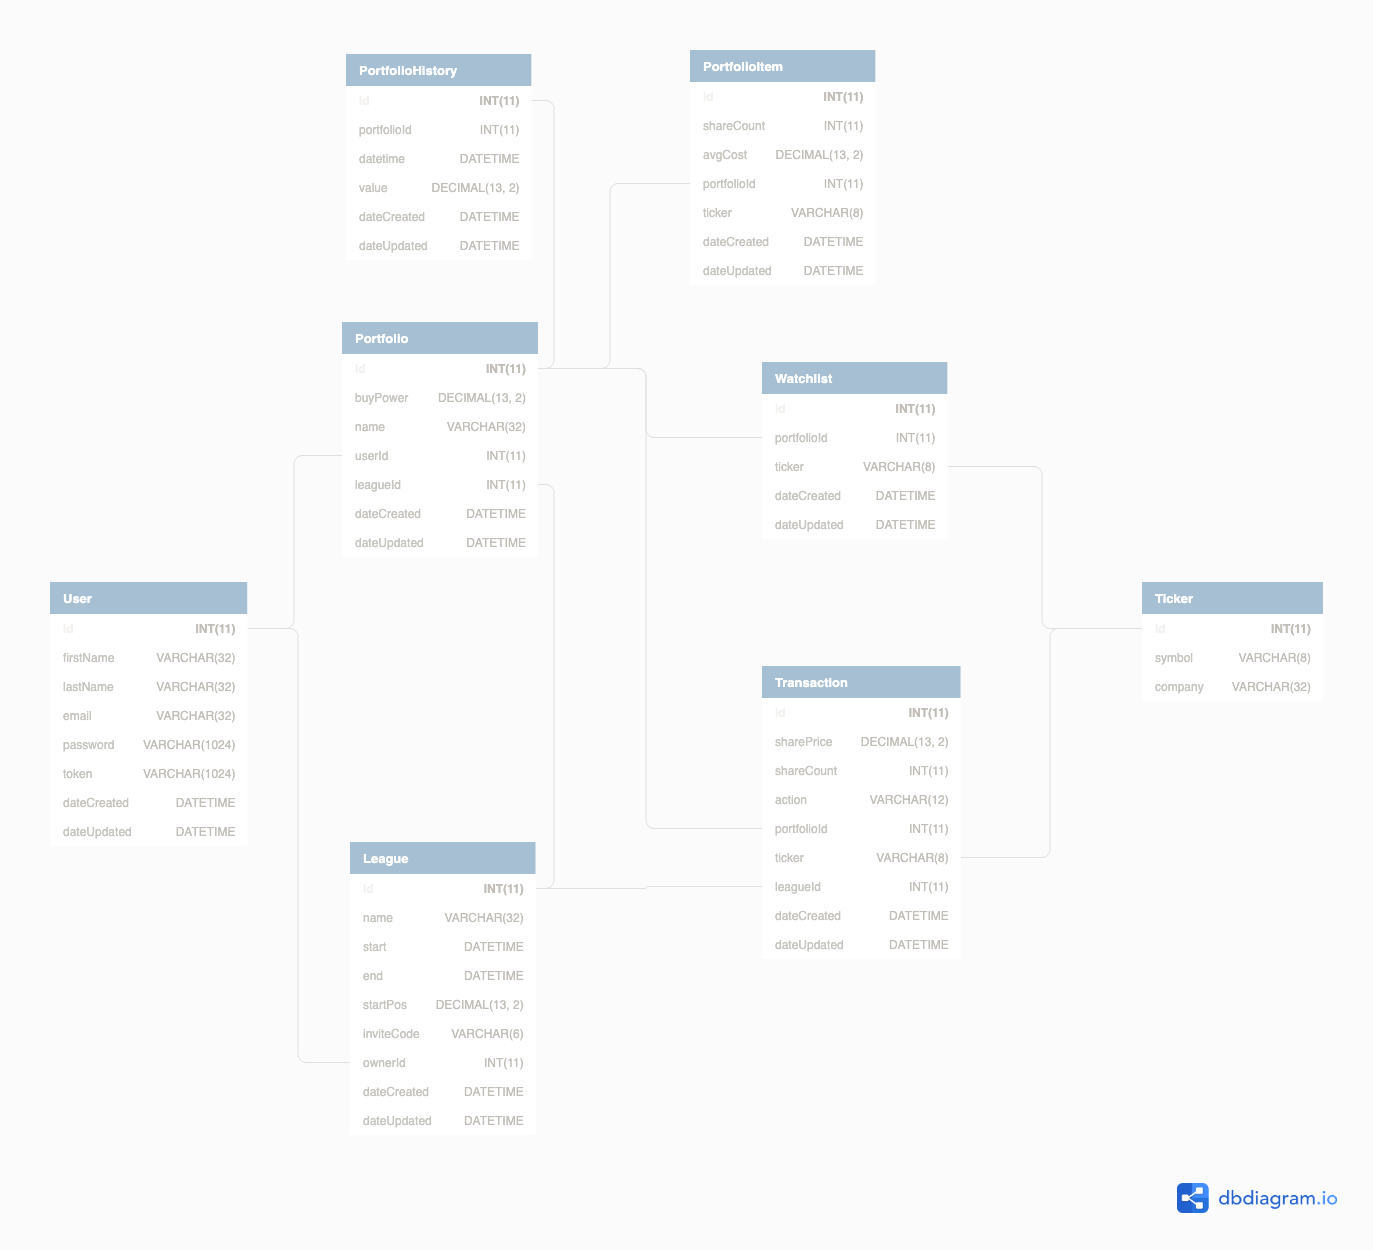 PortfolioHistory
id INT(11)
portfolioId INT(11)
datetime DATETIME
value DECIMAL(13, 2)
dateCreated DATETIME
dateUpdated DATETIME
PortfolioItem
id INT(11)
shareCount INT(11)
avgCost DECIMAL(13, 2)
portfolioId INT(11)
ticker VARCHAR(8)
dateCreated DATETIME
dateUpdated DATETIME
Portfolio
id INT(11)
buyPower DECIMAL(13, 2)
name VARCHAR(32)
userId INT(11)
leagueId INT(11)
dateCreated DATETIME
dateUpdated DATETIME
Watchlist
id INT(11)
portfolioId INT(11)
ticker VARCHAR(8)
dateCreated DATETIME
dateUpdated DATETIME
User
id INT(11)
firstName VARCHAR(32)
lastName VARCHAR(32)
email VARCHAR(32)
password VARCHAR(1024)
token VARCHAR(1024)
dateCreated DATETIME
dateUpdated DATETIME
Ticker
id INT(11)
symbol VARCHAR(8)
company VARCHAR(32)
Transaction
id INT(11)
sharePrice DECIMAL(13, 2)
shareCount INT(11)
action VARCHAR(12)
portfolioId INT(11)
ticker VARCHAR(8)
leagueId INT(11)
dateCreated DATETIME
dateUpdated DATETIME
League
id INT(11)
name VARCHAR(32)
start DATETIME
end DATETIME
startPos DECIMAL(13, 2)
inviteCode VARCHAR(6)
ownerId INT(11)
dateCreated DATETIME
dateUpdated DATETIME
dbdiagram.io